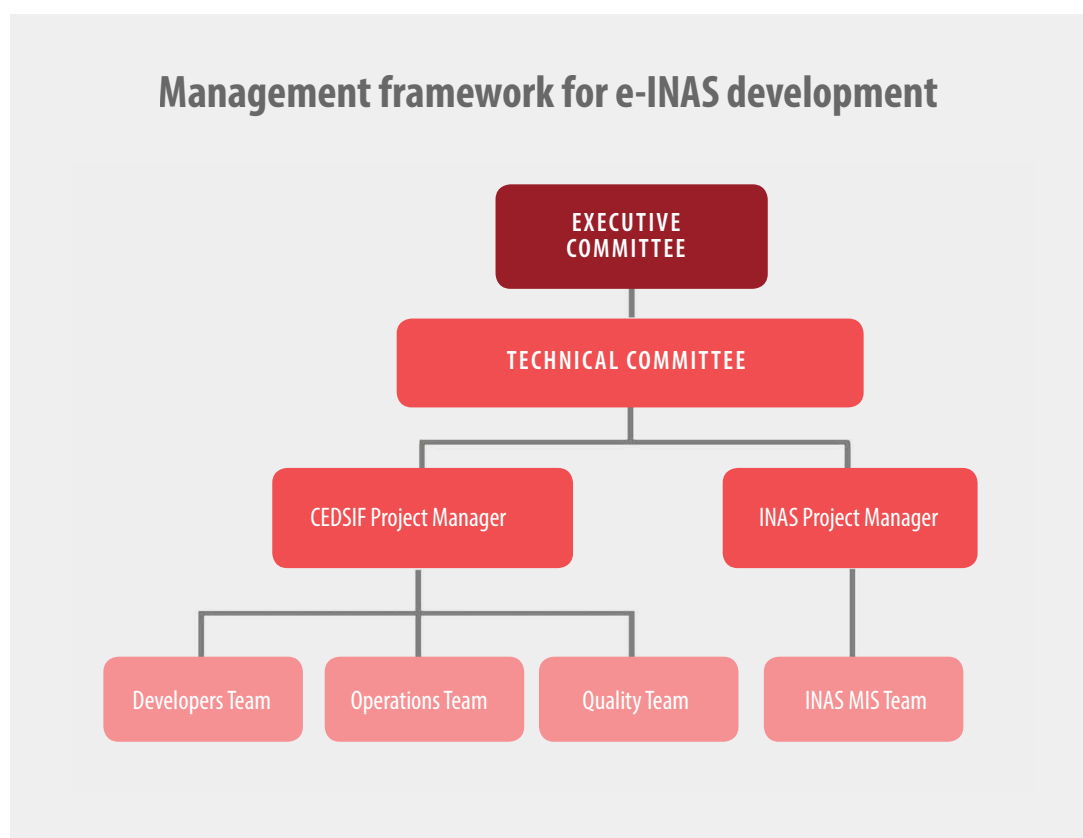 Management framework for e-INAS development
EXECUTIVE
COMMITTEE
TECHNICAL COMMITTEE
CEDSIF Project Manager
INAS Project Manager
Developers Team
Operations Team
Quality Team
INAS MIS Team